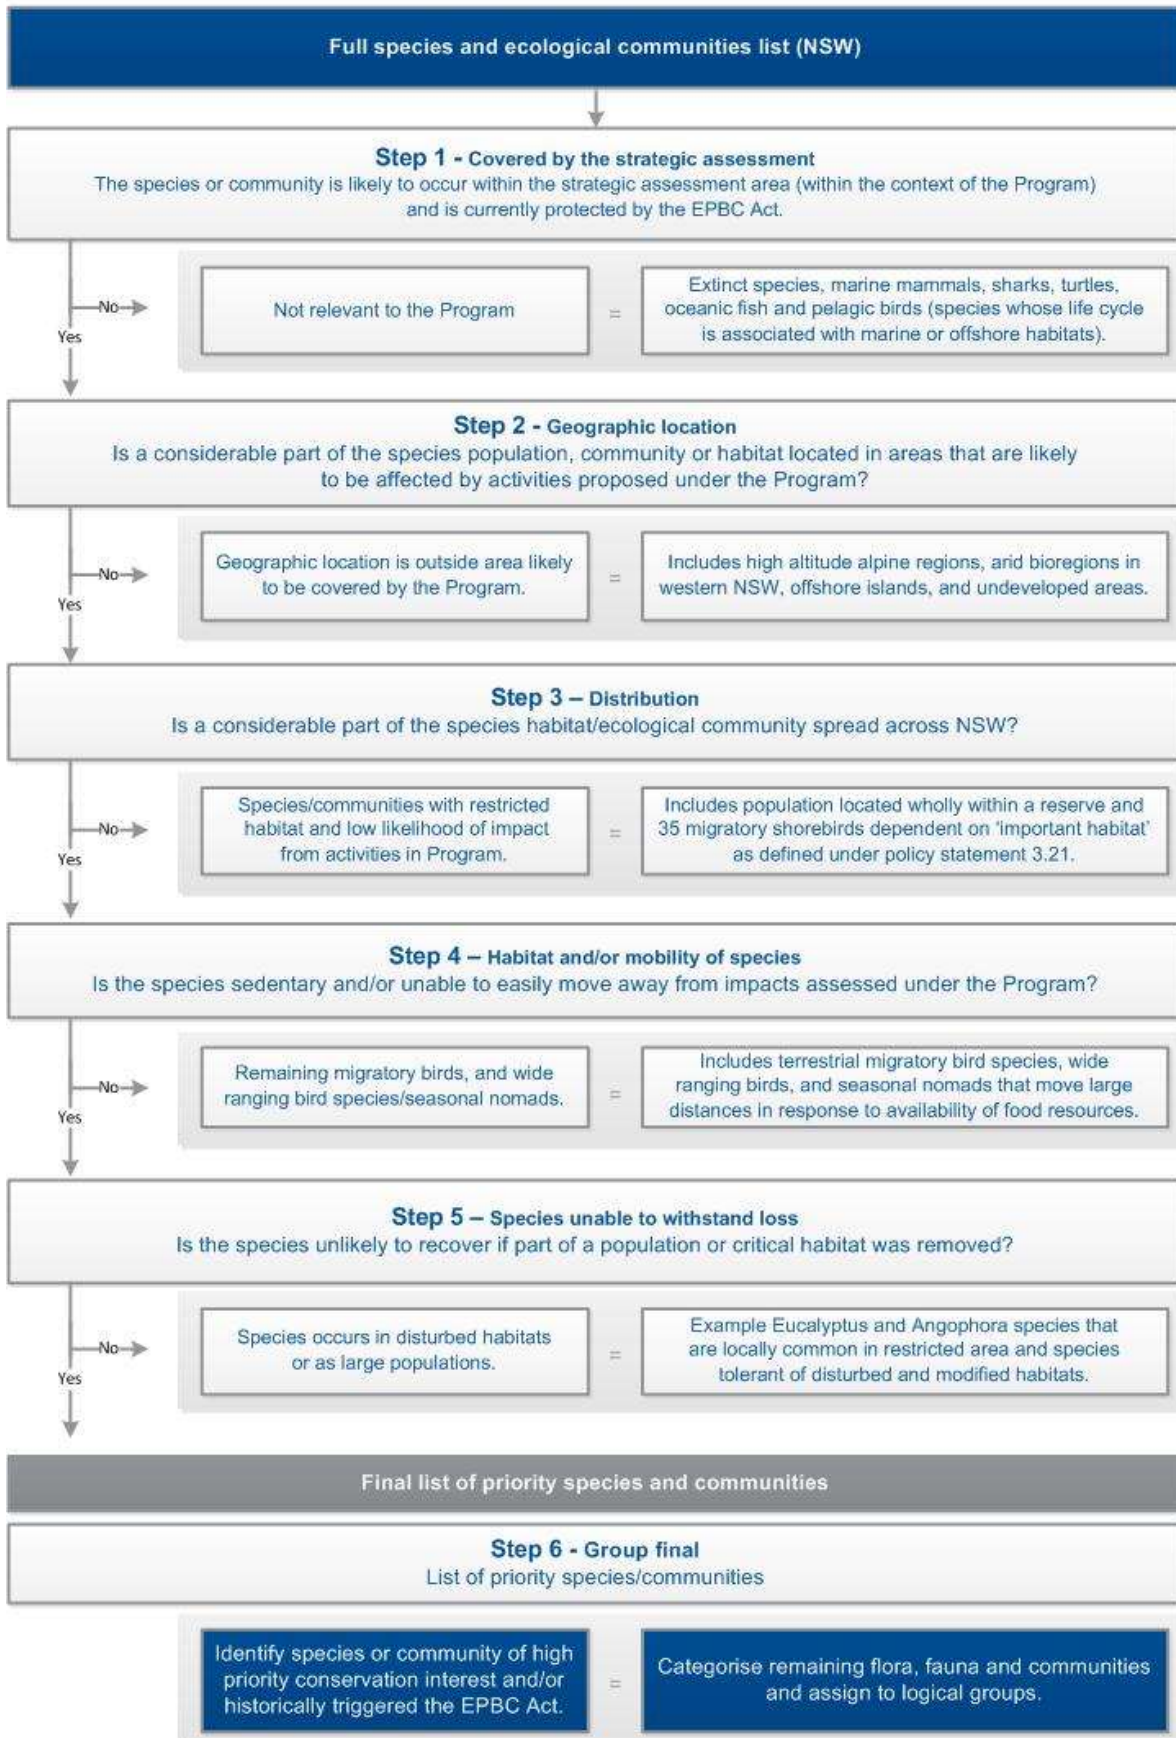 Full species and ecological communities list (NSW)
Step 1 - Covered by the strategic assessment
The species or community is likely to occur within the strategic assessment area (within the context of the Program)
and is currently protected by the EPBC Act.
No
Yes
Not relevant to the Program
=
Extinct species, marine mammals, sharks, turtles,
oceanic fish and pelagic birds (species whose life cycle
is associated with marine or offshore habitats).
Step 2 - Geographic location
Is a considerable part of the species population, community or habitat located in areas that are likely
to be affected by activities proposed under the Program?
No
Yes
Geographic location is outside area likely
to be covered by the Program.
=
Includes high altitude alpine regions, arid bioregions in
western NSW, offshore islands, and undeveloped areas.
Step 3 – Distribution
Is a considerable part of the species habitat/ecological community spread across NSW?
No
Yes
Species/communities with restricted
habitat and low likelihood of impact
from activities in Program.
=
Includes population located wholly within a reserve and
35 migratory shorebirds dependent on 'important habitat'
as defined under policy statement 3.21.
Step 4 – Habitat and/or mobility of species
Is the species sedentary and/or unable to easily move away from impacts assessed under the Program?
No
Yes
Remaining migratory birds, and wide
ranging bird species/seasonal nomads.
=
Includes terrestrial migratory bird species, wide
ranging birds, and seasonal nomads that move large
distances in response to availability of food resources.
Step 5 – Species unable to withstand loss
Is the species unlikely to recover if part of a population or critical habitat was removed?
No
Yes
Species occurs in disturbed habitats
or as large populations.
=
Example Eucalyptus and Angophora species that
are locally common in restricted area and species
tolerant of disturbed and modified habitats.
Final list of priority species and communities
Step 6 - Group final
List of priority species/communities
Identify species or community of high
priority conservation interest and/or
historically triggered the EPBC Act.
=
Categorise remaining flora, fauna and communities
and assign to logical groups.